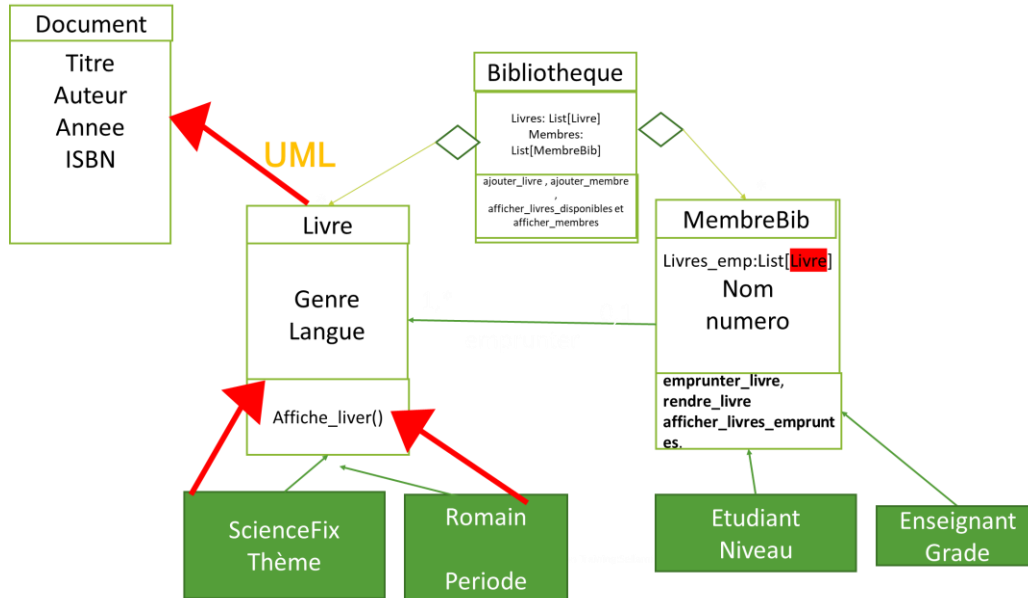 Document
Titre
Auteur
Annee
ISBN
UML
Bibliotheque
Livres: List[Livre]
Membres:
List[MembreBib]
ajouter_livre , ajouter_membre
,
afficher_livres_disponibles et
afficher_membres
Livre
Genre
Langue
Affiche_liver()
MembreBib
Livres_emp:List[Livre]
Nom
numero
emprunter_livre,
rendre_livre
afficher_livres_emprunt
es.
ScienceFix
Thème
Romain
Periode
Etudiant
Niveau
Enseignant
Grade